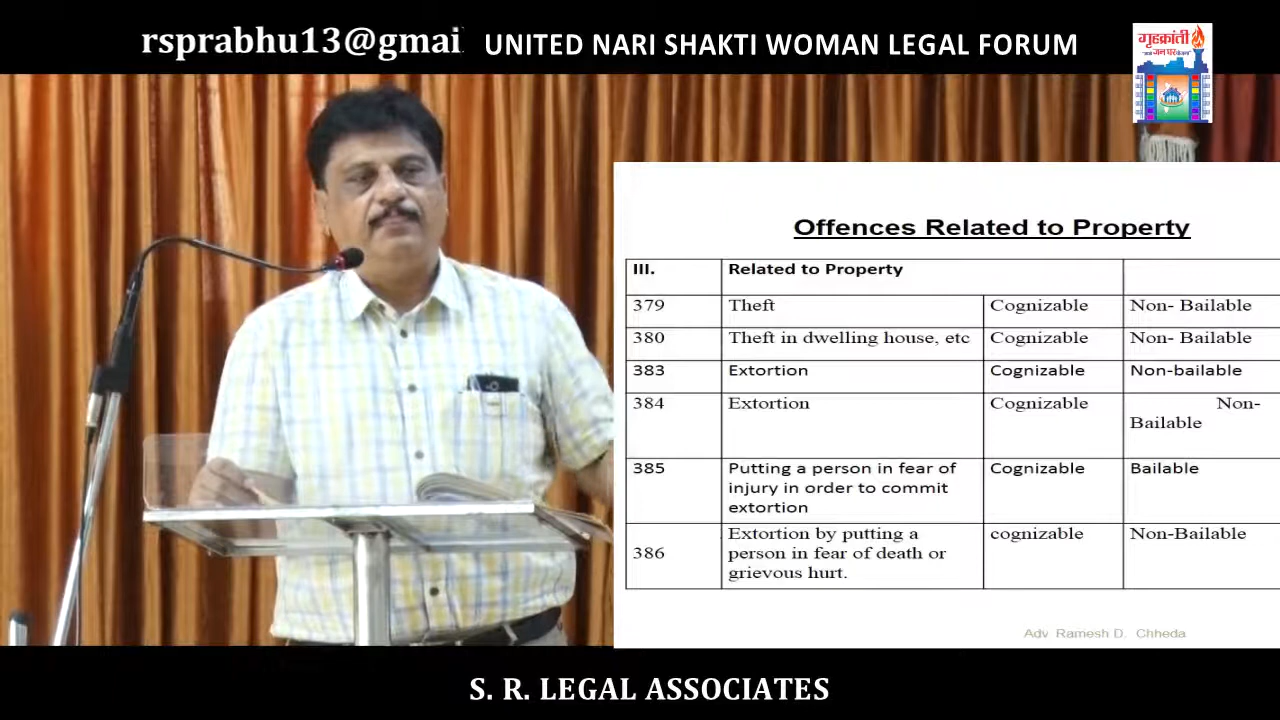 rsprabhu13@gmai
UNITED NARI SHAKTI WOMAN LEGAL FORUM
गृहक्रांती
Offences Related to Property
III. Related to Property
379 Theft Cognizable Non- Bailable
380 Theft in dwelling house, etc Cognizable Non- Bailable
383 Extortion Cognizable Non-bailable
384 Extortion Cognizable Non-
Bailable
385 Putting a person in fear of Cognizable Bailable
injury in order to commit
extortion
386 Extortion by putting a cognizable Non-Bailable
person in fear of death or
grievous hurt.
Adv Ramesh D. Chheda
S. R. LEGAL ASSOCIATES